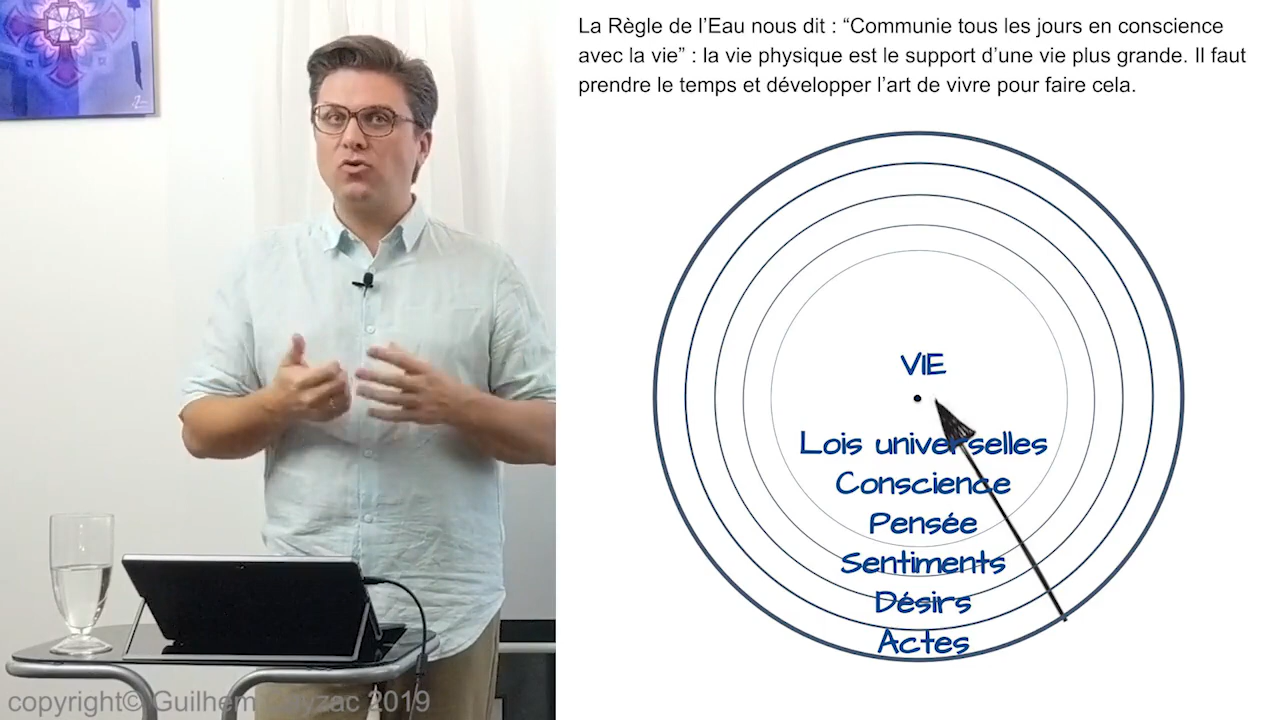 La Règle de l’Eau nous dit : “Communie tous les jours en conscience
avec la vie” : la vie physique est le support d’une vie plus grande. Il faut
prendre le temps et développer l’art de vivre pour faire cela.
VIE
Lois universelles
Conscience
Pensée
Sentiments
Désirs
Actes
copyright© Guilhem 2019